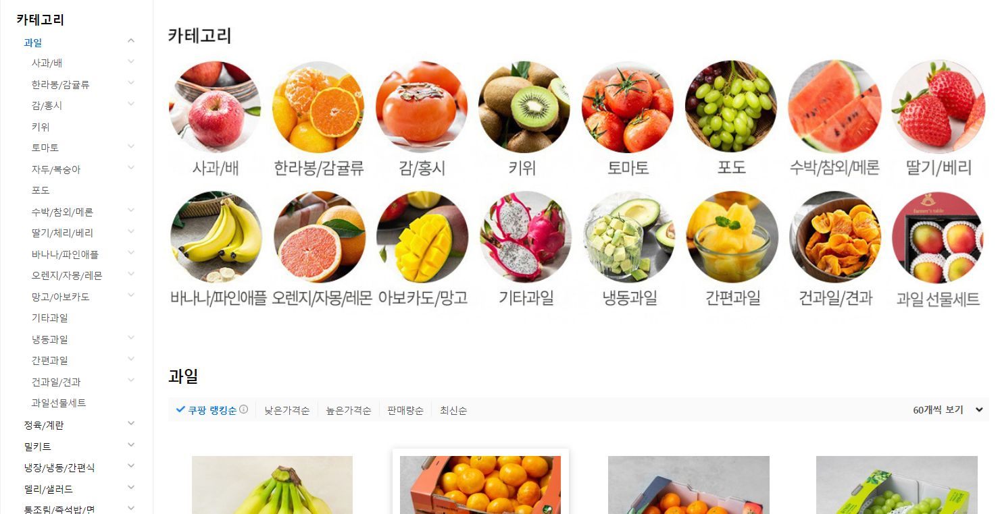 카테고리
과일
사과/배
한라봉/감귤류
감/홍시
키위
토마토
자두/복숭아
포도
수박/참외/메론
딸기/체리/베리
바나나/파인애플
오렌지/자몽/레몬
망고/아보카도
기타과일
냉동과일
간편과일
건과일/견과
과일선물세트
정육/계란
밀키트
냉장/냉동/간편식
델리/샐러드
통조림/즉석밥/면
카테고리
사과/배 한라봉/감귤류 감/홍시 키위 토마토 포도 수박/참외/메론 딸기/베리
farmer's table
바나나/파인애플 오렌지/자몽/레몬 아보카도/망고 기타과일 냉동과일 간편과일 건과일/견과 과일 선물세트
과일
쿠팡 랭킹순 낮은가격순 높은가격순 판매량순 최신순 60개씩 보기